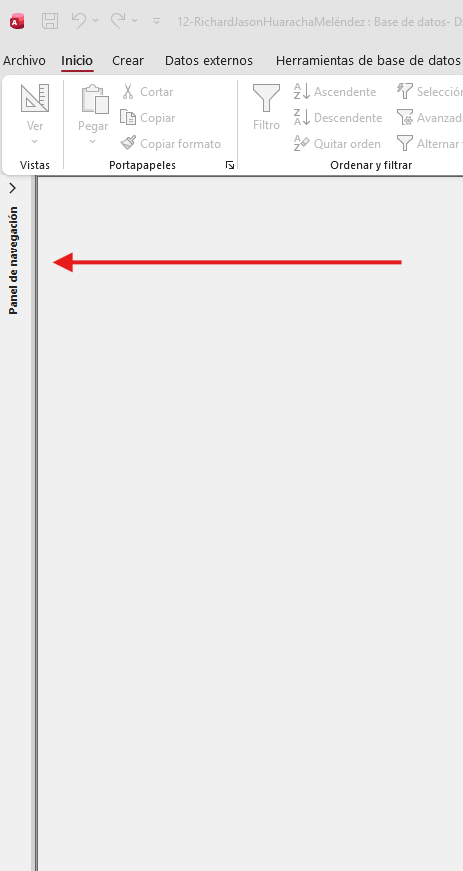 12-RichardJasonHuarachaMeléndez : Base de datos- D
Archivo Inicio Crear Datos externos Herramientas de base de datos
Ver
Vistas
Pegar
Cortar
Copiar
Copiar formato
Portapapeles
Filtro
Ascendente
Descendente
Quitar orden
Selección
Avanzad
Alternar
Ordenar y filtrar
Panel de navegación